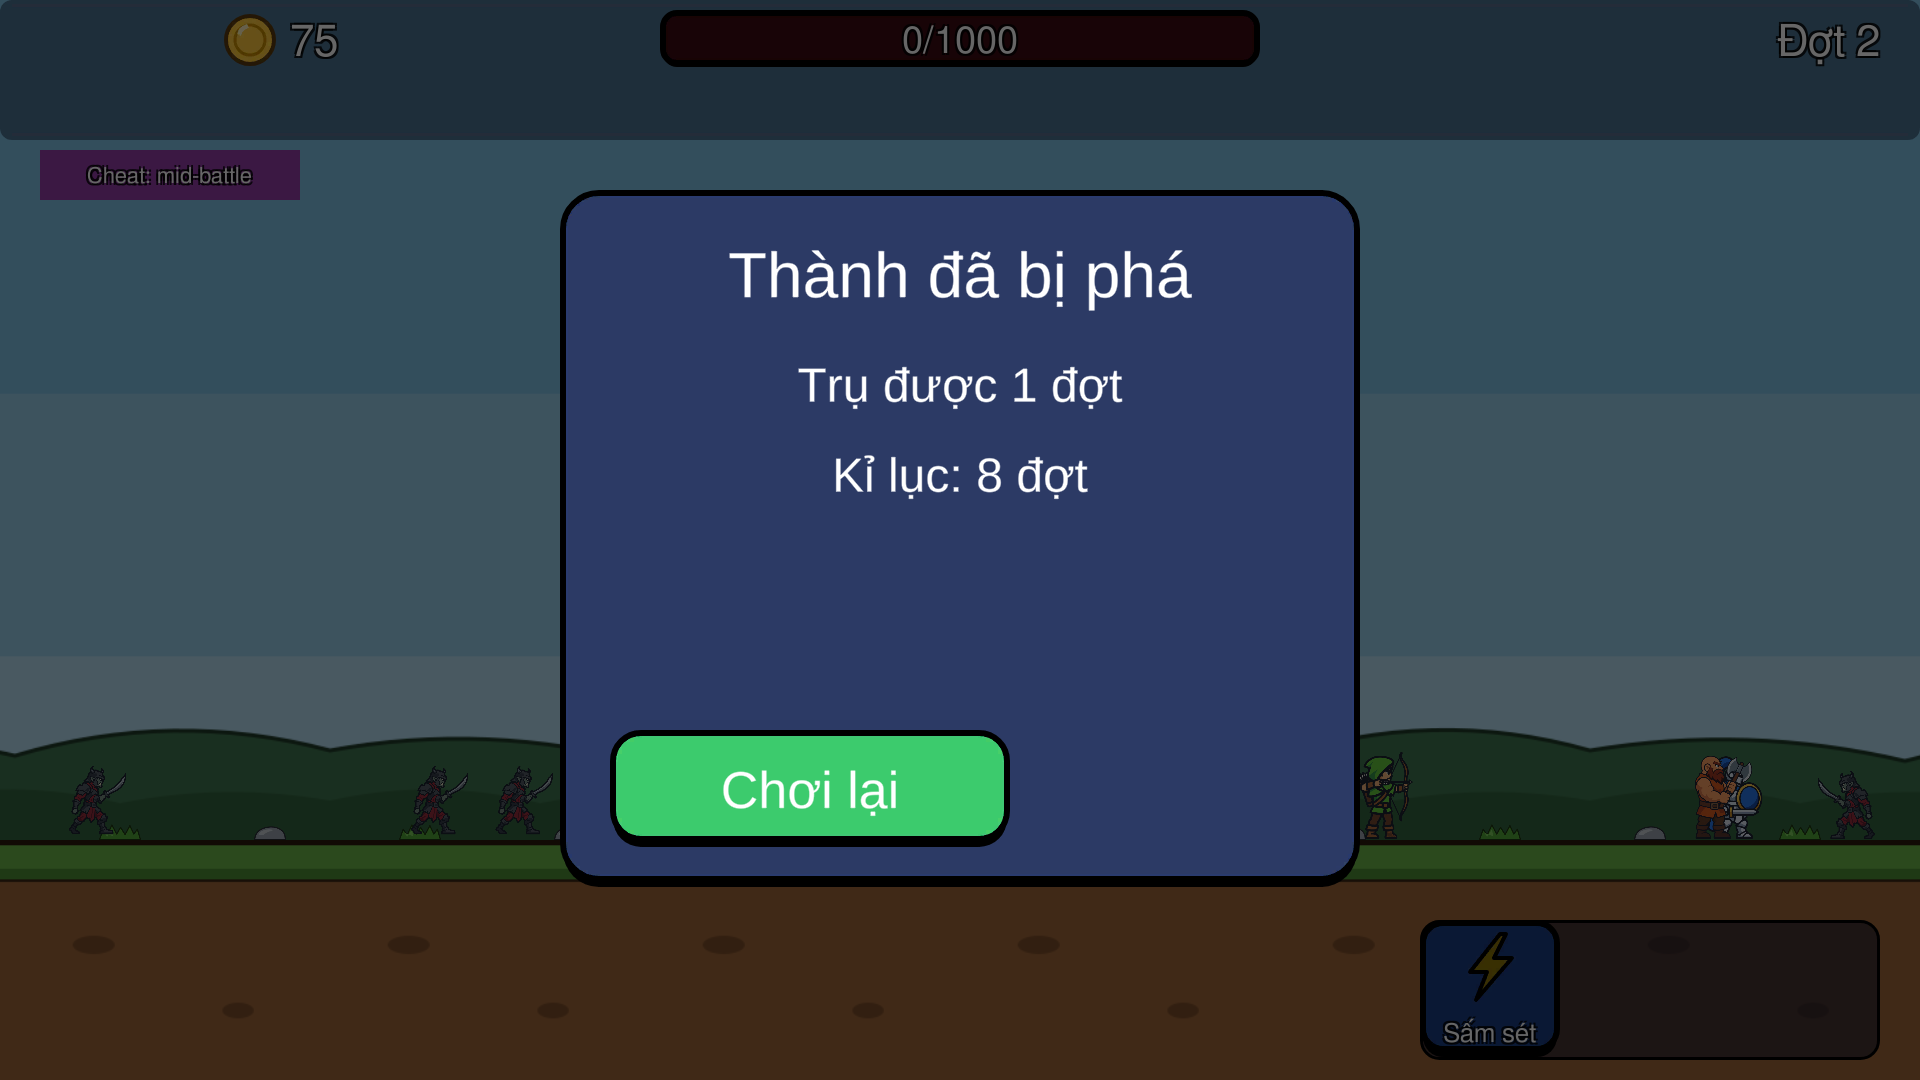 75
0/1000
Đợt 2
Cheat: mid-battle
Thành đã bị phá
Trụ được 1 đợt
Kỉ lục: 8 đợt
Chơi lại
Sấm sét